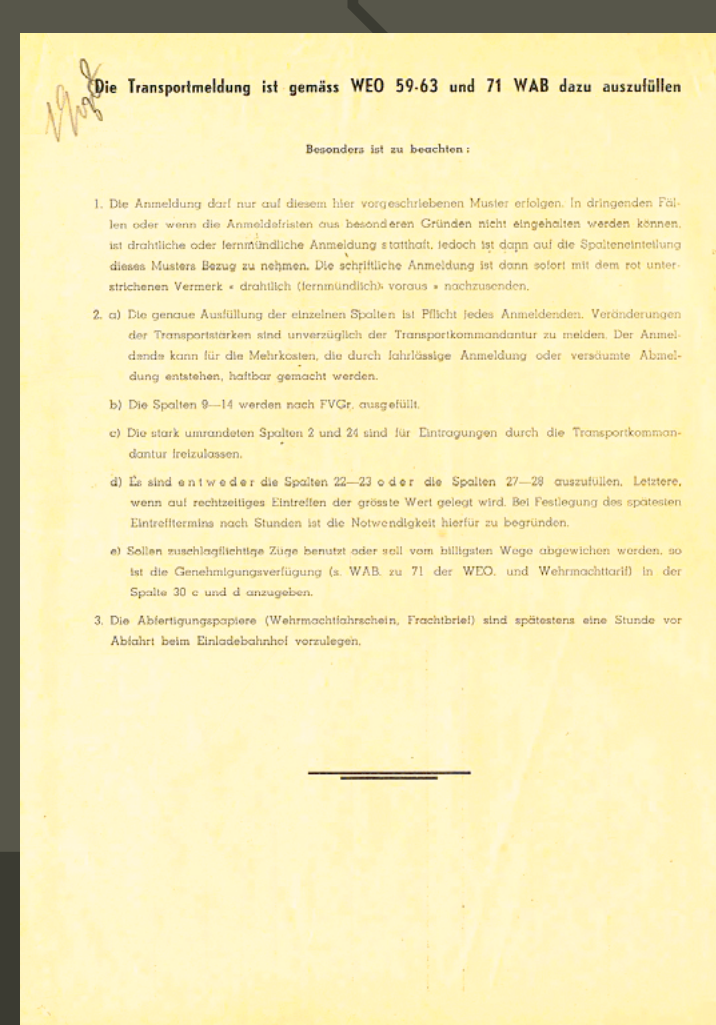 Die Transportmeldung ist gemäss WEO 59-63 und 71 WAB dazu auszufüllen
Besonders ist zu beachten :
1. Die Anmeldung darf nur auf diesem hier vorgeschriebenen Muster erfolgen. In dringenden Fäl-
len oder wenn die Anmeldefristen aus besonderen Gründen nicht eingehalten werden können,
ist drahtliche oder fernmündliche Anmeldung statthaft, jedoch ist dann auf die Spalteneinteilung
dieses Musters Bezug zu nehmen. Die schriftliche Anmeldung ist dann sofort mit dem rot unter-
strichenen Vermerk « drahtlich (fernmündlich) voraus » nachzusenden.
2. a) Die genaue Ausfüllung der einzelnen Spalten ist Pflicht jedes Anmeldenden. Veränderungen
der Transportstärken sind unverzüglich der Transportkommandantur zu melden. Der Anmel-
dende kann für die Mehrkosten, die durch fahrlässige Anmeldung oder versäumte Abmel-
dung entstehen, haftbar gemacht werden.
b) Die Spalten 9—14 werden nach FVGr. ausgefüllt.
c) Die stark umrandeten Spalten 2 und 24 sind für Eintragungen durch die Transportkomman-
dantur freizulassen.
d) Es sind entweder die Spalten 22—23 oder die Spalten 27—28 auszufüllen. Letztere,
wenn auf rechtzeitiges Eintreffen der grösste Wert gelegt wird. Bei Festlegung des spätesten
Eintrefftermins nach Stunden ist die Notwendigkeit hierfür zu begründen.
e) Sollen zuschlagflichtige Züge benutzt oder soll vom billigsten Wege abgewichen werden, so
ist die Genehmigungsverfügung (s. WAB. zu 71 der WEO. und Wehrmachttarif) in der
Spalte 30 c und d anzugeben.
3. Die Abfertigungspapiere (Wehrmachtfahrschein, Frachtbrief) sind spätestens eine Stunde vor
Abfahrt beim Einladebahnhof vorzulegen.